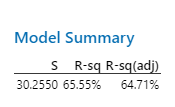 Model Summary
S R-sq R-sq(adj)
30.2550 65.55% 64.71%